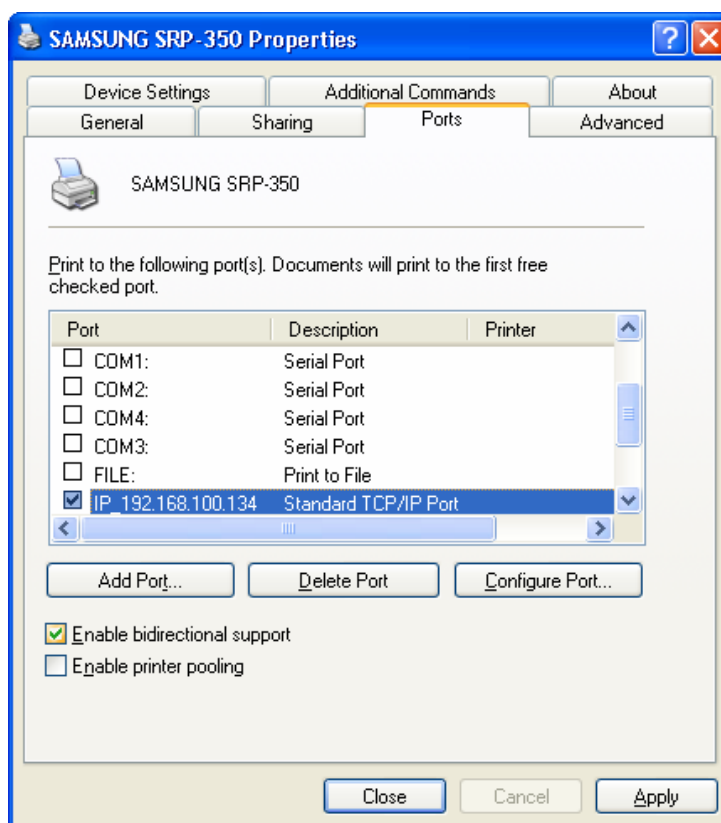 SAMSUNG SRP-350 Properties
Device Settings Additional Commands About
General Sharing Ports Advanced
SAMSUNG SRP-350
Print to the following port(s). Documents will print to the first free
checked port.
Port Description Printer
COM1: Serial Port
COM2: Serial Port
COM4: Serial Port
COM3: Serial Port
FILE: Print to File
IP_192.168.100.134 Standard TCP/IP Port
Add Port... Delete Port Configure Port...
Enable bidirectional support
Enable printer pooling
Close Cancel Apply